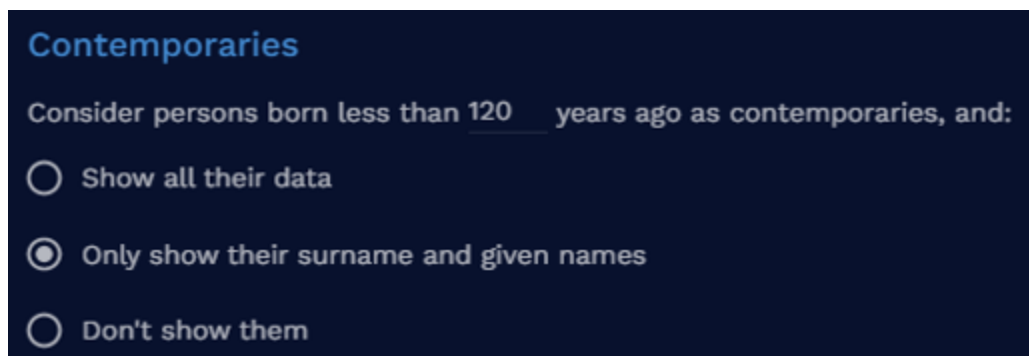 Contemporaries
Consider persons born less than 120 years ago as contemporaries, and:
Show all their data
Only show their surname and given names
Don't show them